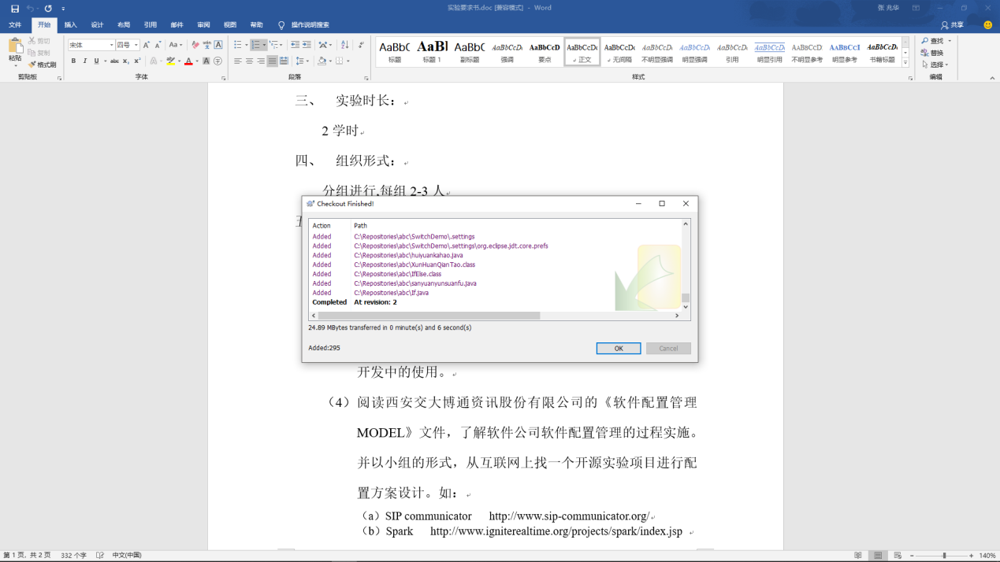 实验要求书.doc [兼容模式] - Word
张 兆华
文件 开始 插入 设计 布局 引用 邮件 审阅 视图 帮助 操作说明搜索 共享
粘贴 剪切 复制 格式刷
宋体 四号
AaBbC AaBl AaBbC AaBbCcDc AaBbCcD AaBbCcDc AaBbCcDc AaBbCcDc AaBbCcDc AaBbCcDc AaBbCcDc AaBbCcD AaBbCcI AaBbCcDc
标题 标题 1 副标题 强调 要点 正文 无间隔 不明显强调 明显强调 引用 明显引用 不明显参考 明显参考 书籍标题
查找
替换
选择
剪贴板 字体 段落 样式 编辑
三、 实验时长:
2 学时
四、 组织形式:
分组进行,每组 2-3 人
Checkout Finished!
Action Path
Added C:\Repositories\abc\SwitchDemo\.settings
Added C:\Repositories\abc\SwitchDemo\.settings\org.eclipse.jdt.core.prefs
Added C:\Repositories\abc\huiyuankahao.java
Added C:\Repositories\abc\XunHuanQianTao.class
Added C:\Repositories\abc\IfElse.class
Added C:\Repositories\abc\sanyuanyunsuanfu.java
Added C:\Repositories\abc\If.java
Completed At revision: 2
24.89 MBytes transferred in 0 minute(s) and 6 second(s)
Added:295
OK Cancel
开发中的使用。
（4）阅读西安交大博通资讯股份有限公司的《软件配置管理
MODEL》文件，了解软件公司软件配置管理的过程实施。
并以小组的形式，从互联网上找一个开源实验项目进行配
置方案设计。如：
（a）SIP communicator http://www.sip-communicator.org/
（b）Spark http://www.igniterealtime.org/projects/spark/index.jsp
第 1 页，共 2 页 332 个字 中文(中国) 140%